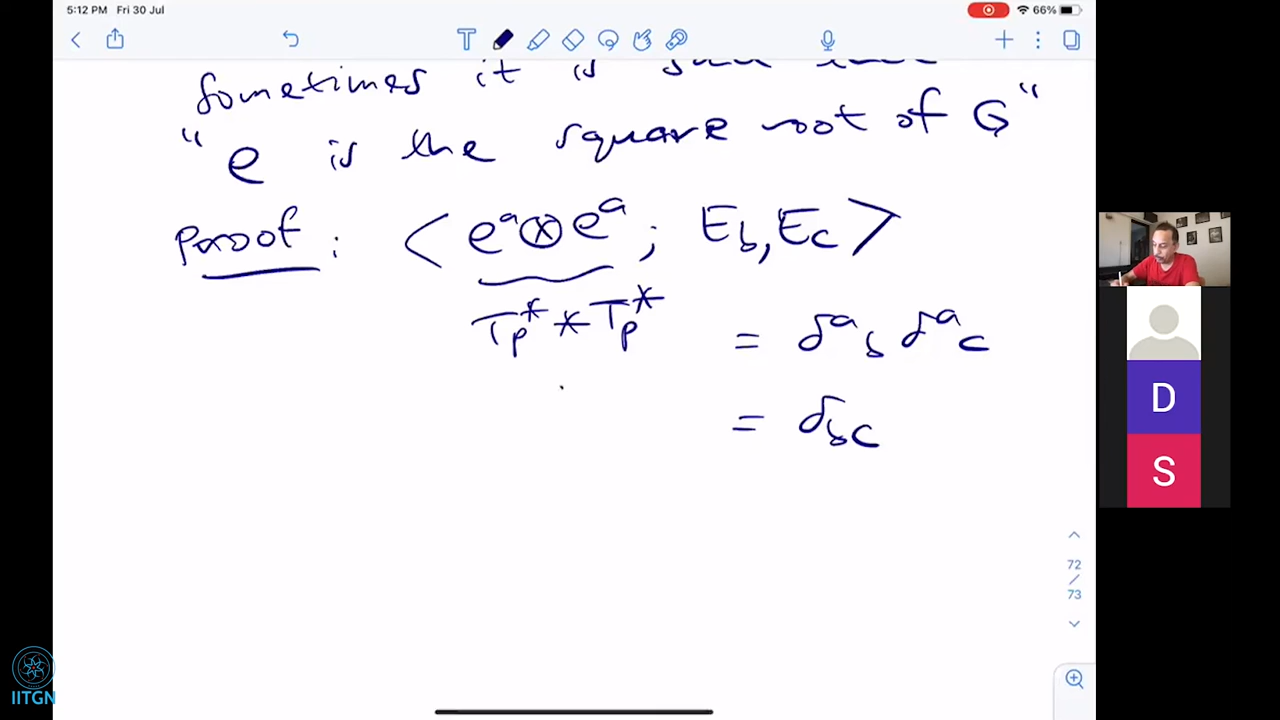 5:12 PM Fri 30 Jul
66%
Sometimes it is
"e is the square root of G"
Proof: < e^a ⊗ e^a ; E_b, E_c >
T_p^* * T_p^*
= δ^a_b δ^a_c
= δ_bc
D
S
72
/
73
IITGN